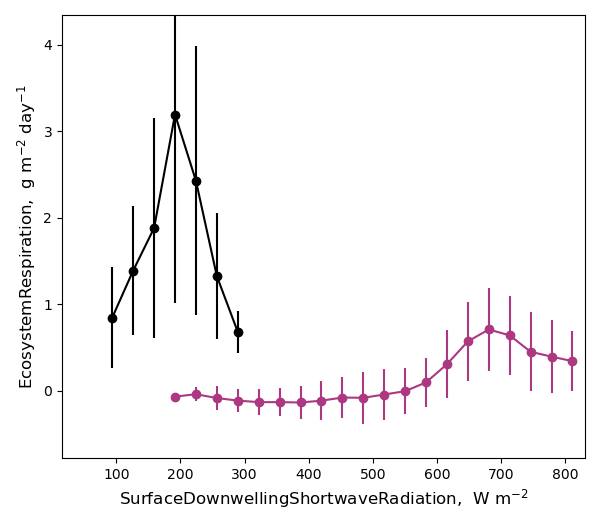 4
3
2
1
0
EcosystemRespiration, g m⁻² day⁻¹
100 200 300 400 500 600 700 800
SurfaceDownwellingShortwaveRadiation, W m⁻²